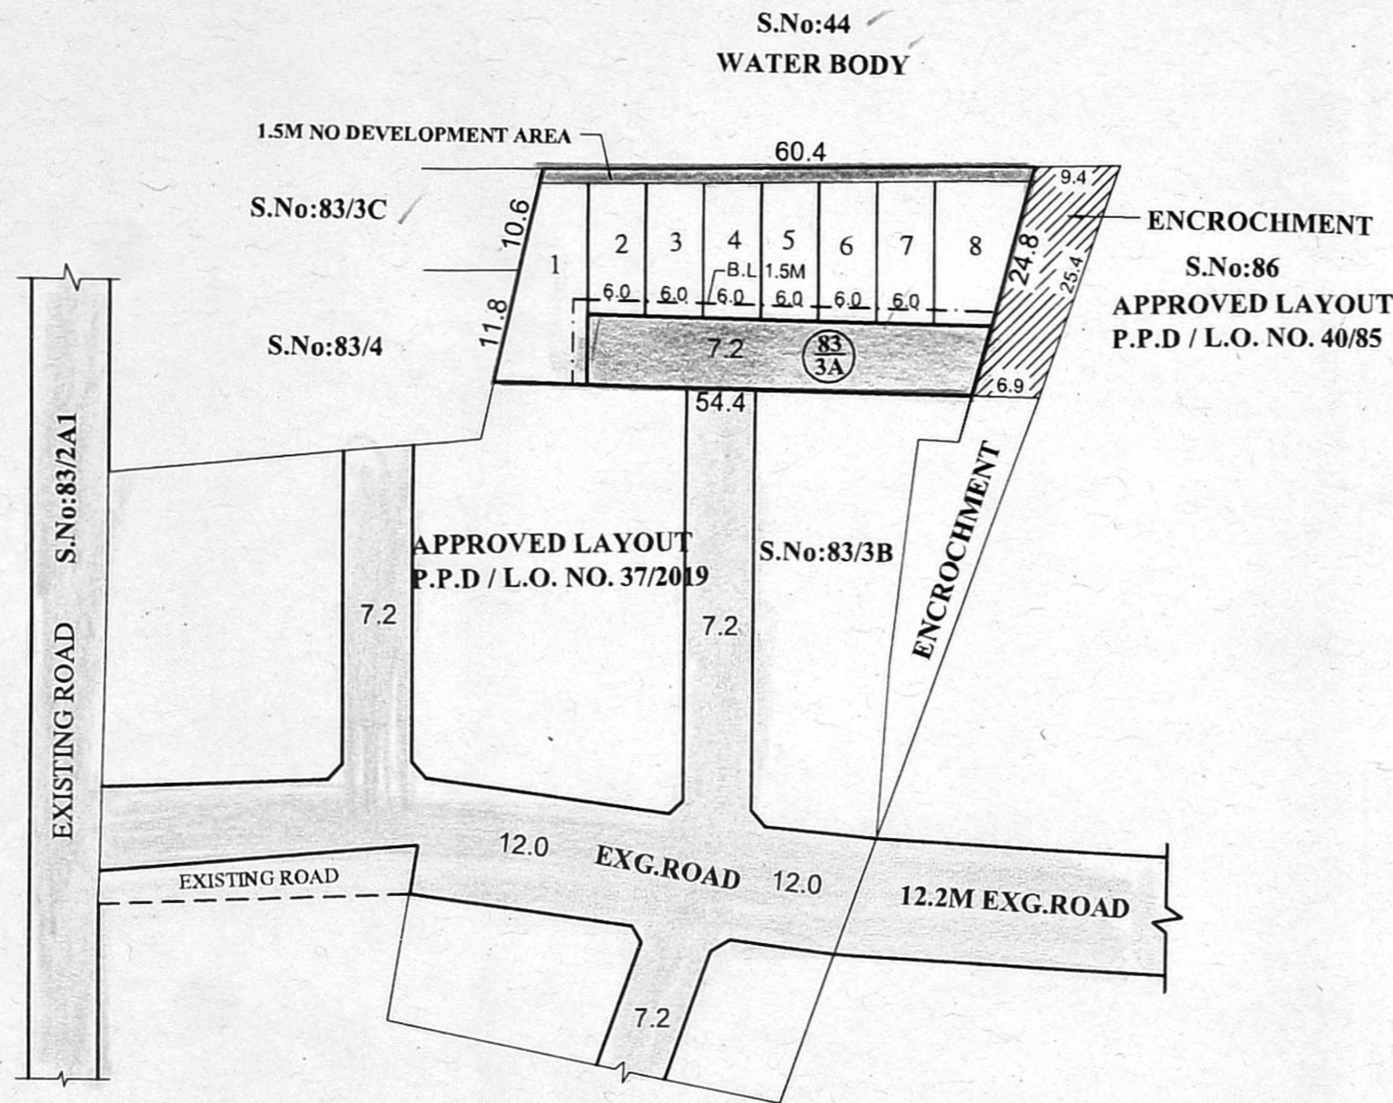 S.No:44
WATER BODY
1.5M NO DEVELOPMENT AREA
60.4
9.4
S.No:83/3C
10.6
ENCROCHMENT
S.No:86
APPROVED LAYOUT
P.P.D / L.O. NO. 40/85
1
2
3
4
5
6
7
8
24.8
25.4
B.L 1.5M
6.0
6.0
6.0
6.0
6.0
6.0
11.8
S.No:83/4
7.2
83
3A
6.9
54.4
EXISTING ROAD S.No:83/2A1
APPROVED LAYOUT
P.P.D / L.O. NO. 37/2019
S.No:83/3B
ENCROCHMENT
7.2
7.2
12.0
EXG.ROAD
12.0
12.2M EXG.ROAD
EXISTING ROAD
7.2